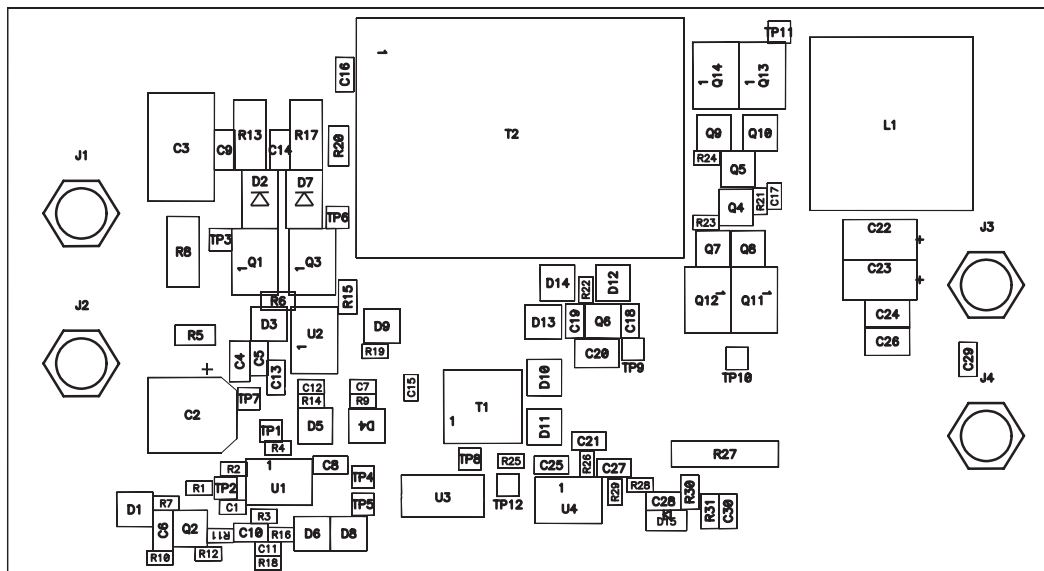 TP11
1
1
Q14
1
Q13
C16
T2
L1
R13
R17
R20
C3
C9
C14
Q9
Q10
J1
R24
Q5
D2
D7
R21
C17
Q4
TP6
R23
C22
+
J3
TP3
R8
1
Q1
1
Q3
Q7
Q8
C23
+
D14
R22
D12
Q12
1
Q11
1
J2
R6
R15
R5
D3
U2
D9
D13
C19
Q6
C18
C24
C4
C5
R19
C20
TP9
C26
+
C13
TP10
C29
C12
C7
C15
D10
J4
TP7
R14
R9
T1
C2
D5
D4
1
D11
TP1
R4
C21
R27
R2
1
C8
TP8
R25
C25
R26
C27
R1
TP2
U1
TP4
R28
R30
U3
TP12
1
U4
R29
C28
D15
R31
C30
D1
R7
C1
TP5
C6
Q2
R3
R11
C10
R16
D6
D8
R10
R12
C11
R18